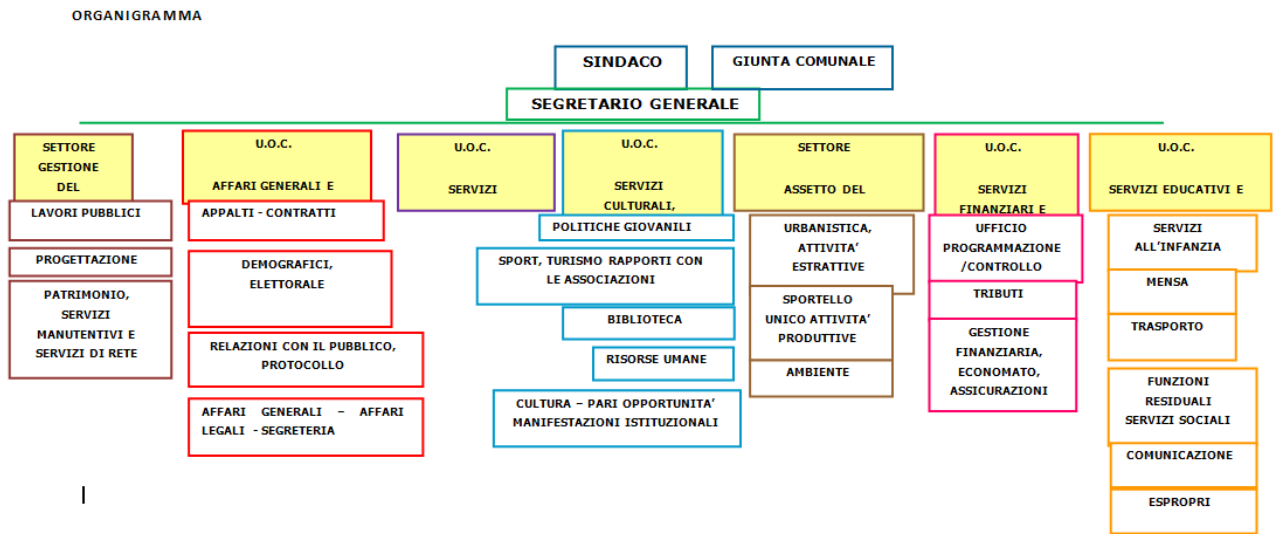 ORGANIGRAMMA
SINDACO
GIUNTA COMUNALE
SEGRETARIO GENERALE
SETTORE
GESTIONE
DEL
LAVORI PUBBLICI
PROGETTAZIONE
PATRIMONIO,
SERVIZI
MANUTENTIVI E
SERVIZI DI RETE
U.O.C.
AFFARI GENERALI E
APPALTI - CONTRATTI
DEMOGRAFICI,
ELETTORALE
RELAZIONI CON IL PUBBLICO,
PROTOCOLLO
AFFARI GENERALI – AFFARI
LEGALI - SEGRETERIA
U.O.C.
SERVIZI
U.O.C.
SERVIZI
CULTURALI,
POLITICHE GIOVANILI
SPORT, TURISMO RAPPORTI CON
LE ASSOCIAZIONI
BIBLIOTECA
RISORSE UMANE
CULTURA – PARI OPPORTUNITA’
MANIFESTAZIONI ISTITUZIONALI
SETTORE
ASSETTO DEL
URBANISTICA,
ATTIVITA’
ESTRATTIVE
SPORTELLO
UNICO ATTIVITA’
PRODUTTIVE
AMBIENTE
U.O.C.
SERVIZI
FINANZIARI E
UFFICIO
PROGRAMMAZIONE
/CONTROLLO
TRIBUTI
GESTIONE
FINANZIARIA,
ECONOMATO,
ASSICURAZIONI
U.O.C.
SERVIZI EDUCATIVI E
SERVIZI
ALL’INFANZIA
MENSA
TRASPORTO
FUNZIONI
RESIDUALI
SERVIZI SOCIALI
COMUNICAZIONE
ESPROPRI